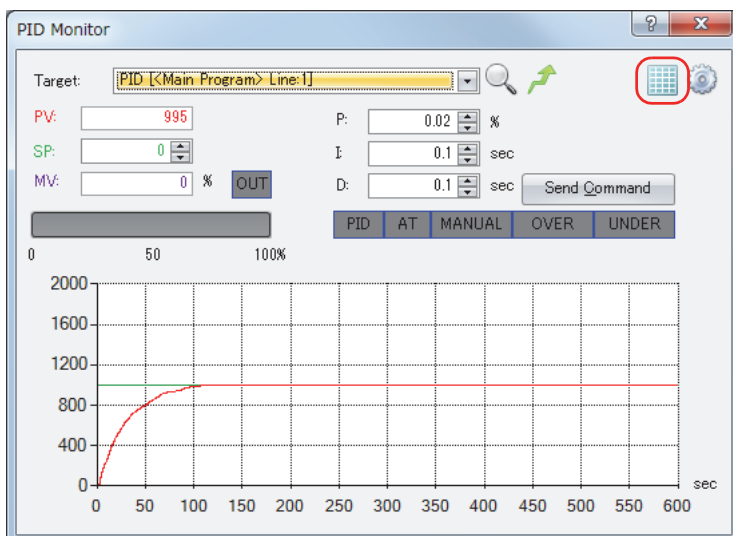 PID Monitor
?
x
Target: PID [<Main Program> Line:1]
PV: 995
P: 0.02 %
SP: 0
I: 0.1 sec
MV: 0 % OUT
D: 0.1 sec Send Command
PID AT MANUAL OVER UNDER
0 50 100%
2000
1600
1200
800
400
0
sec
0 50 100 150 200 250 300 350 400 450 500 550 600